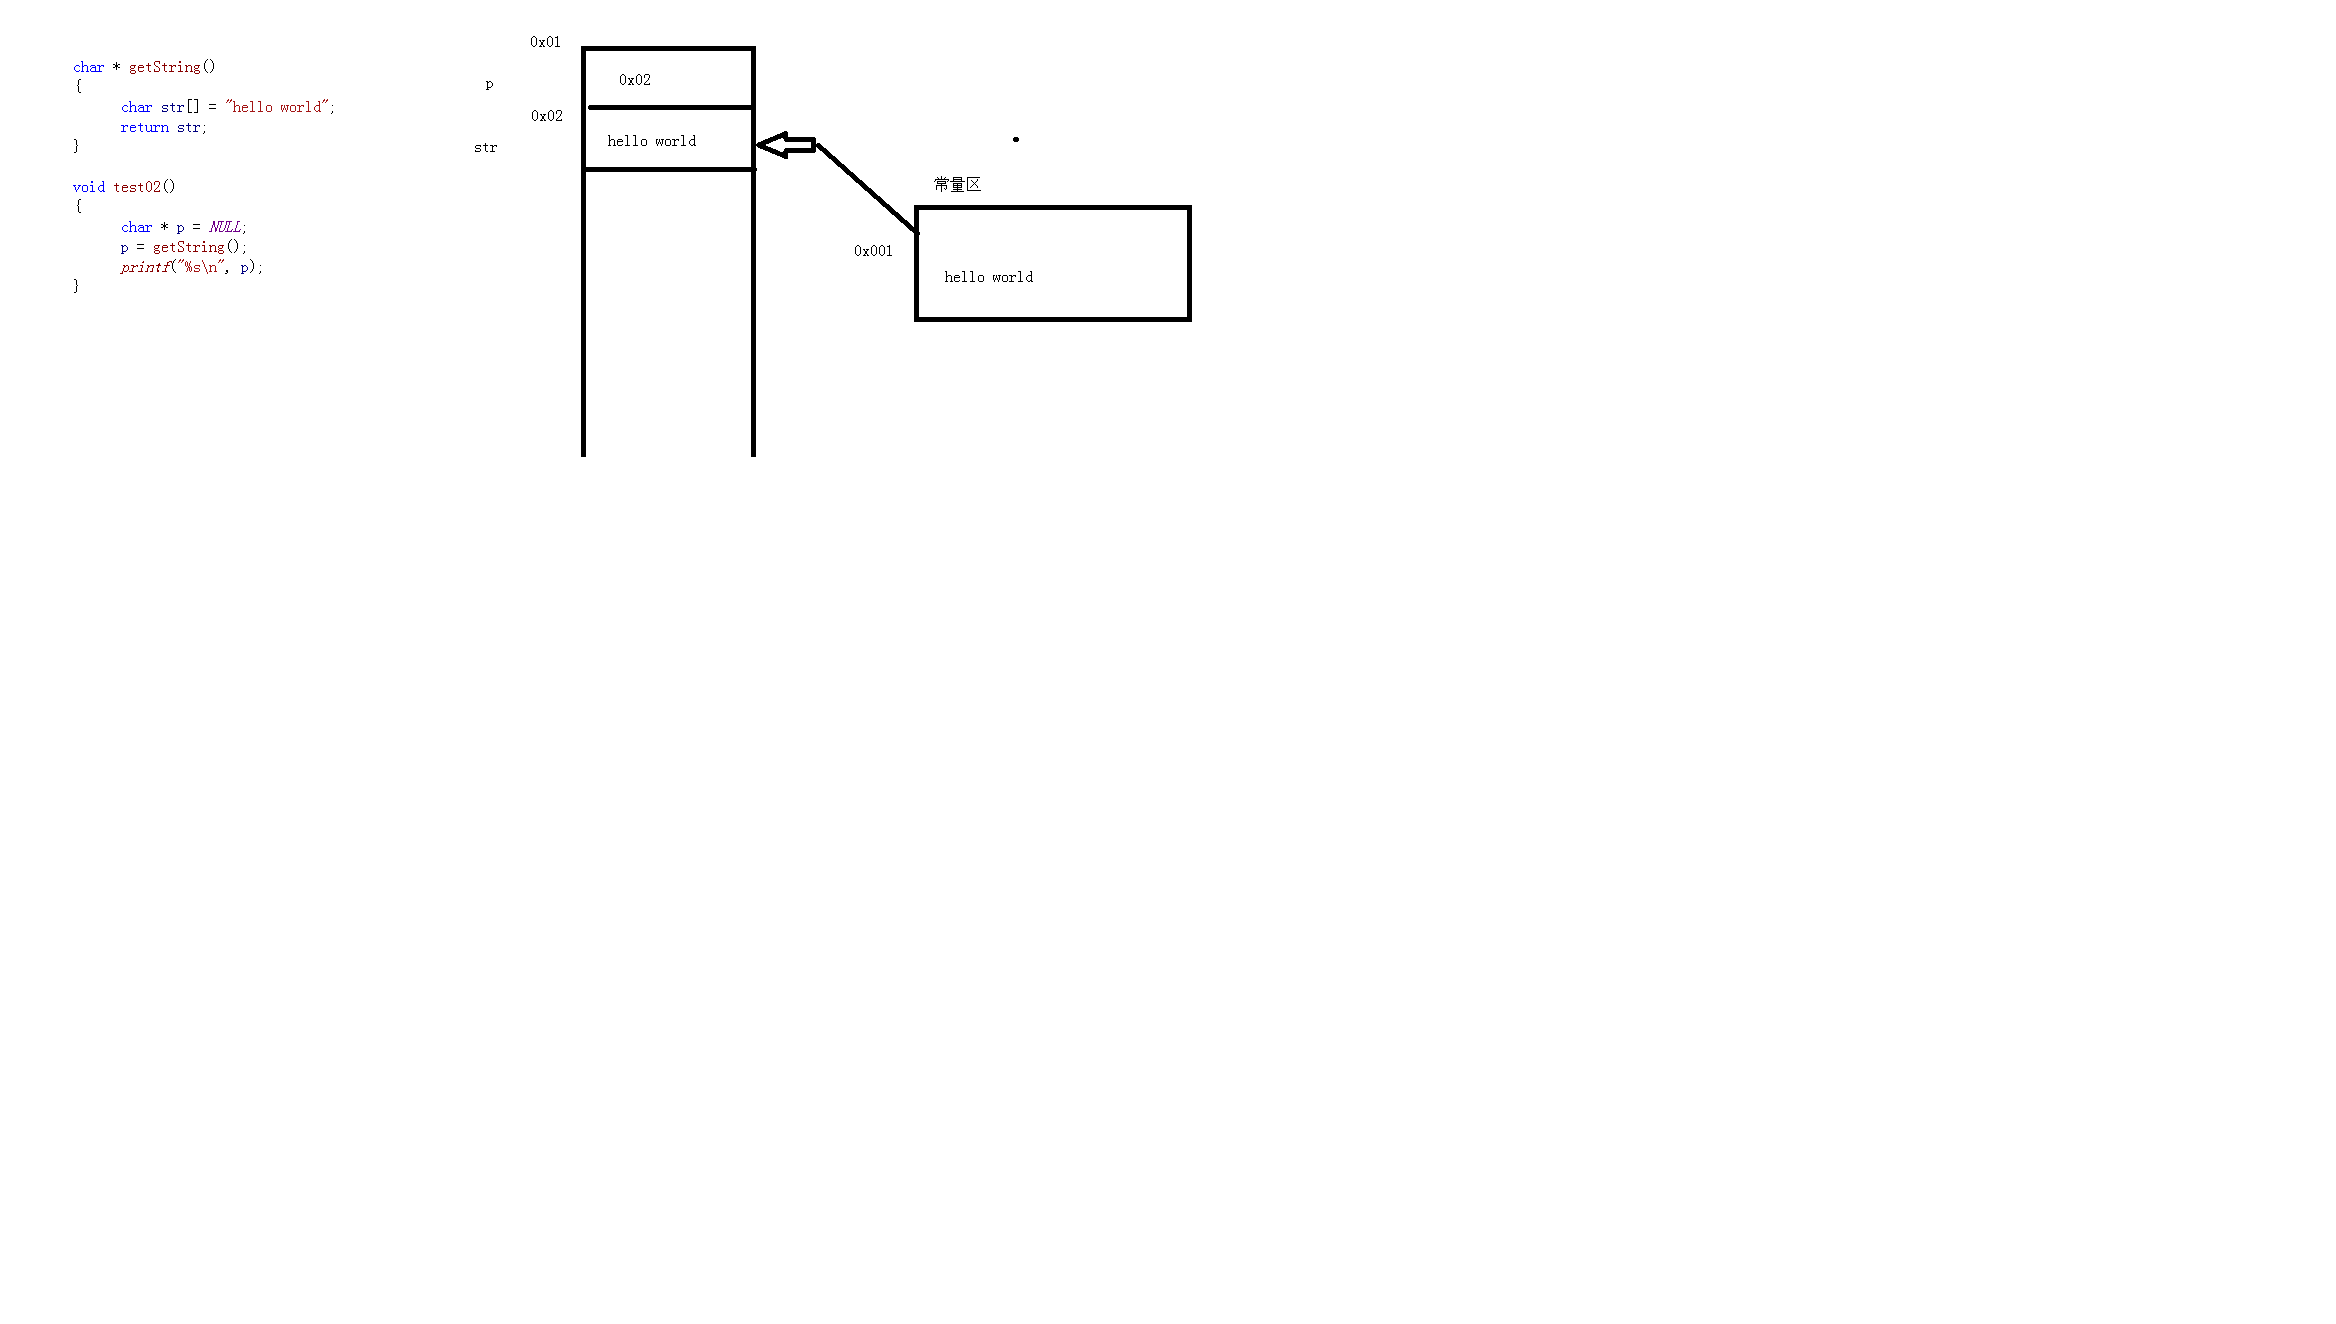 char * getString()
{
char str[] = "hello world";
return str;
}
void test02()
{
char * p = NULL;
p = getString();
printf("%s\n", p);
}
0x01
p
0x02
0x02
str
hello world
常量区
0x001
hello world